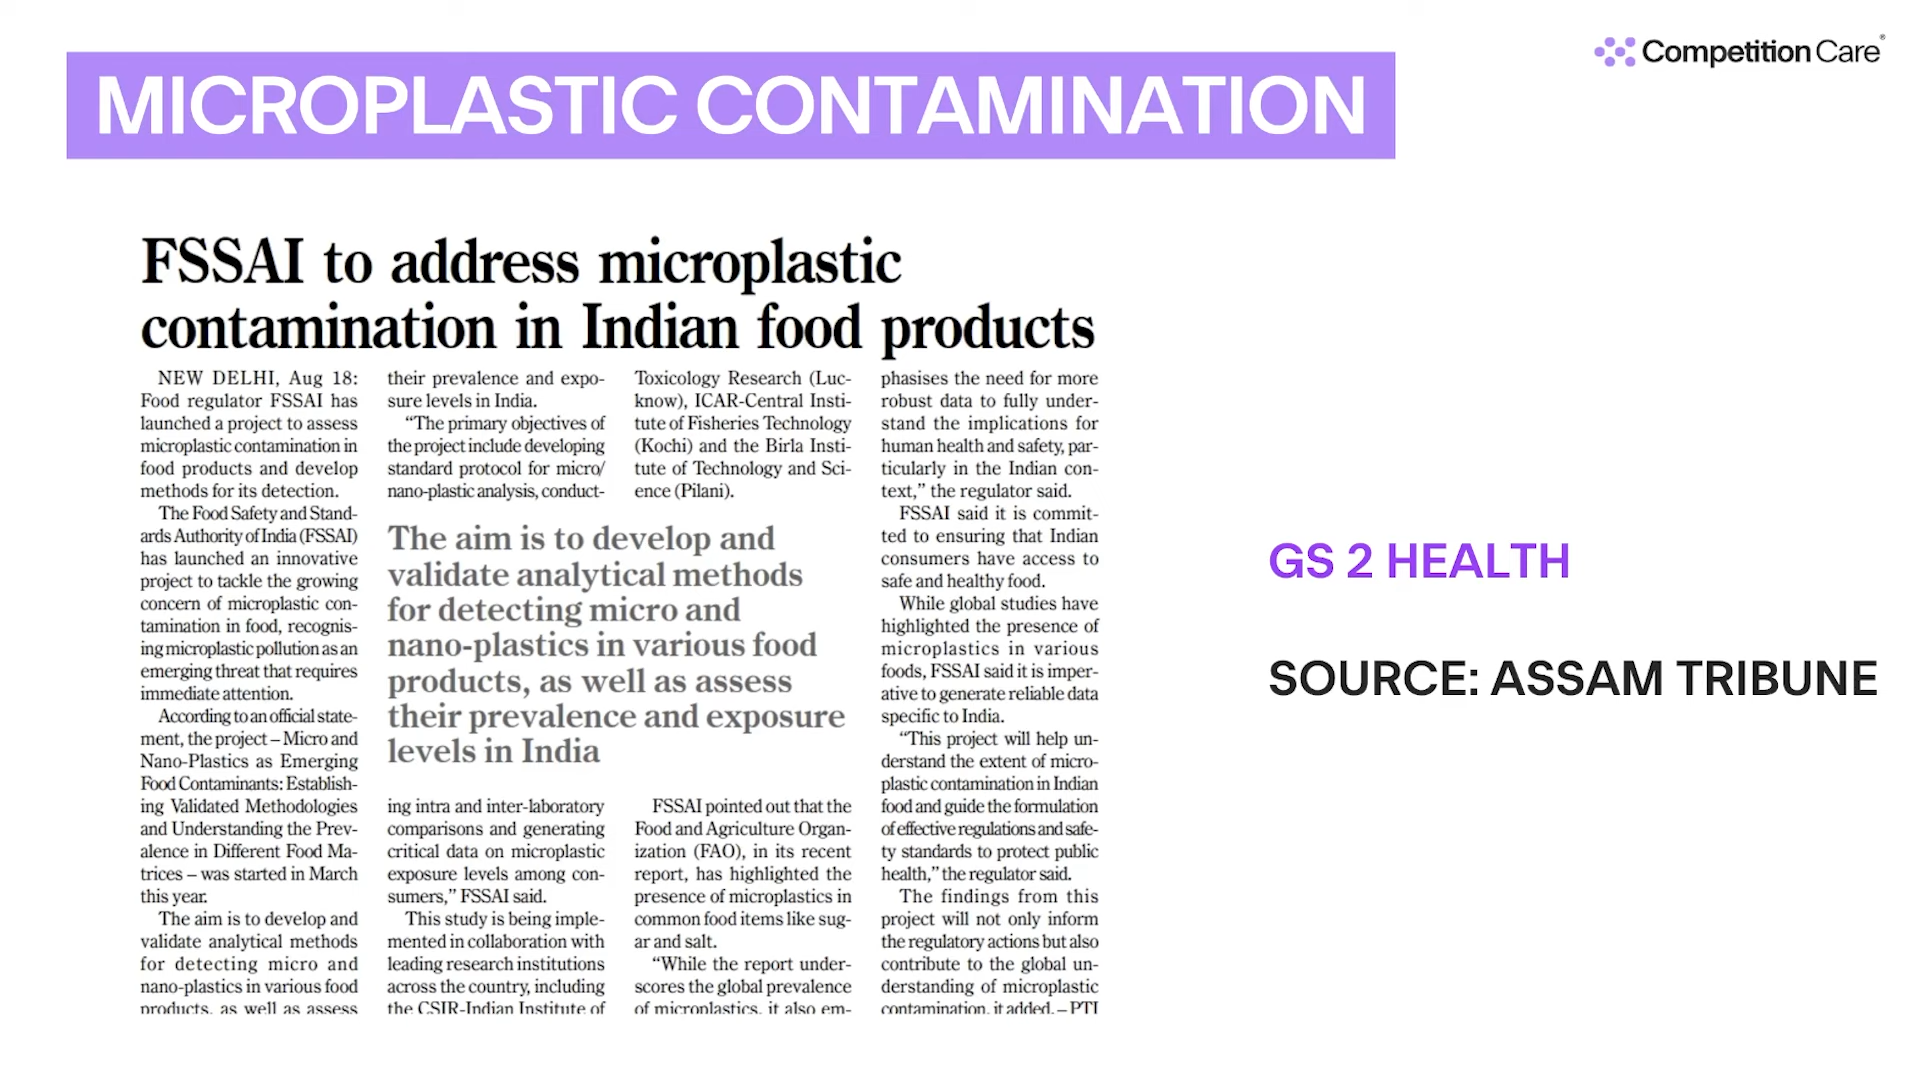 MICROPLASTIC CONTAMINATION
Competition Care®
FSSAI to address microplastic
contamination in Indian food products
NEW DELHI, Aug 18:
Food regulator FSSAI has
launched a project to assess
microplastic contamination in
food products and develop
methods for its detection.
The Food Safety and Stand-
ards Authority of India (FSSAI)
has launched an innovative
project to tackle the growing
concern of microplastic con-
tamination in food, recognis-
ing microplastic pollution as an
emerging threat that requires
immediate attention.
According to an official state-
ment, the project – Micro and
Nano-Plastics as Emerging
Food Contaminants: Establish-
ing Validated Methodologies
and Understanding the Prev-
alence in Different Food Ma-
trices – was started in March
this year.
The aim is to develop and
validate analytical methods
for detecting micro and
nano-plastics in various food
products, as well as assess
their prevalence and expo-
sure levels in India.
“The primary objectives of
the project include developing
standard protocol for micro/
nano-plastic analysis, conduct-
The aim is to develop and
validate analytical methods
for detecting micro and
nano-plastics in various food
products, as well as assess
their prevalence and exposure
levels in India
ing intra and inter-laboratory
comparisons and generating
critical data on microplastic
exposure levels among con-
sumers,” FSSAI said.
This study is being imple-
mented in collaboration with
leading research institutions
across the country, including
the CSIR-Indian Institute of
Toxicology Research (Luc-
know), ICAR-Central Insti-
tute of Fisheries Technology
(Kochi) and the Birla Insti-
tute of Technology and Sci-
ence (Pilani).
FSSAI pointed out that the
Food and Agriculture Organ-
ization (FAO), in its recent
report, has highlighted the
presence of microplastics in
common food items like sug-
ar and salt.
“While the report under-
scores the global prevalence
of microplastics, it also em-
phasises the need for more
robust data to fully under-
stand the implications for
human health and safety, par-
ticularly in the Indian con-
text,” the regulator said.
FSSAI said it is commit-
ted to ensuring that Indian
consumers have access to
safe and healthy food.
While global studies have
highlighted the presence of
microplastics in various
foods, FSSAI said it is imper-
ative to generate reliable data
specific to India.
“This project will help un-
derstand the extent of micro-
plastic contamination in Indian
food and guide the formulation
of effective regulations and safe-
ty standards to protect public
health,” the regulator said.
The findings from this
project will not only inform
the regulatory actions but also
contribute to the global un-
derstanding of microplastic
contamination, it added. – PTI
GS 2 HEALTH
SOURCE: ASSAM TRIBUNE